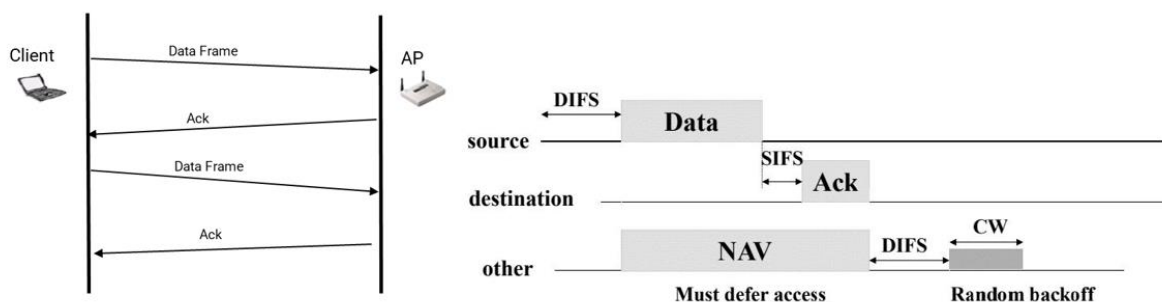 Client
Data Frame
AP
Ack
Data Frame
Ack
DIFS
Data
source
SIFS
Ack
destination
NAV
DIFS
CW
other
Must defer access
Random backoff